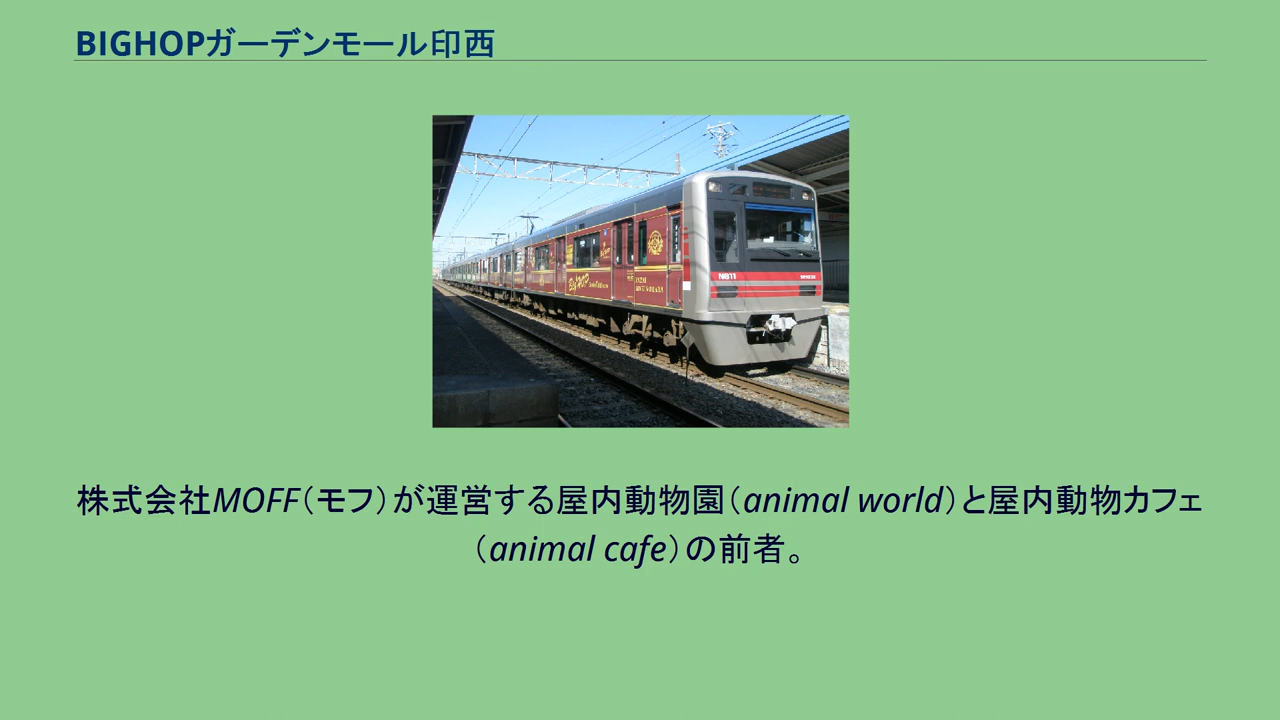 BIGHOPガーデンモール印西
N811
BigHOP
株式会社MOFF（モフ）が運営する屋内動物園（animal world）と屋内動物カフェ
（animal cafe）の前者。